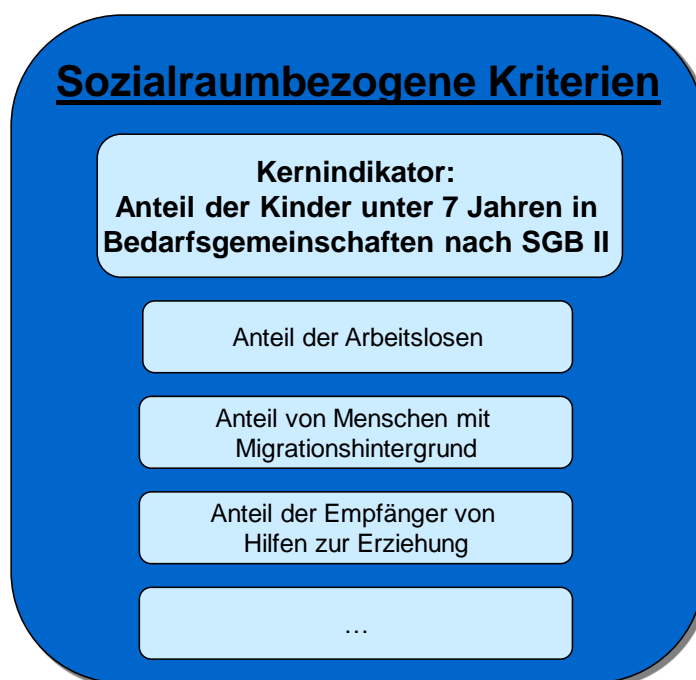 Sozialraumbezogene Kriterien
Kernindikator:
Anteil der Kinder unter 7 Jahren in
Bedarfsgemeinschaften nach SGB II
Anteil der Arbeitslosen
Anteil von Menschen mit
Migrationshintergrund
Anteil der Empfänger von
Hilfen zur Erziehung
…